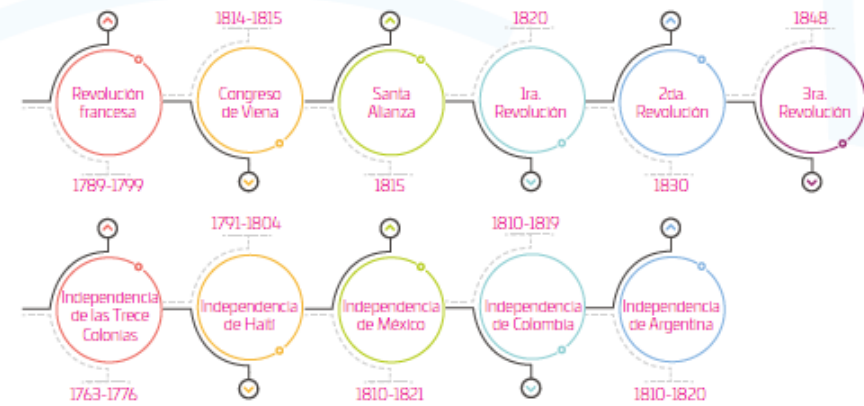 1814-1815
1820
1848
Revolución
francesa
Congreso
de Viena
Santa
Alianza
1ra.
Revolución
2da.
Revolución
3ra.
Revolución
1789-1799
1815
1830
1791-1804
1810-1819
Independencia
de las Trece
Colonias
Independencia
de Haití
Independencia
de México
Independencia
de Colombia
Independencia
de Argentina
1763-1776
1810-1821
1810-1820